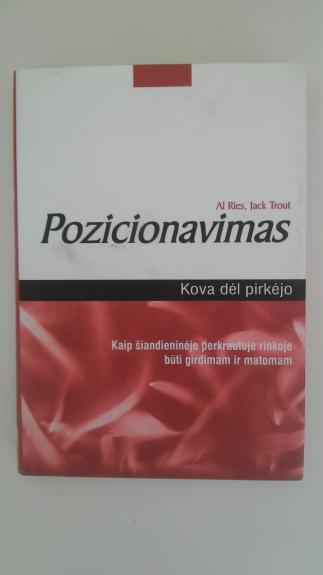 Al Ries, Jack Trout
Pozicionavimas
Kova dėl pirkėjo
Kaip šiandieninėje perkrautoje rinkoje
būti girdimam ir matomam